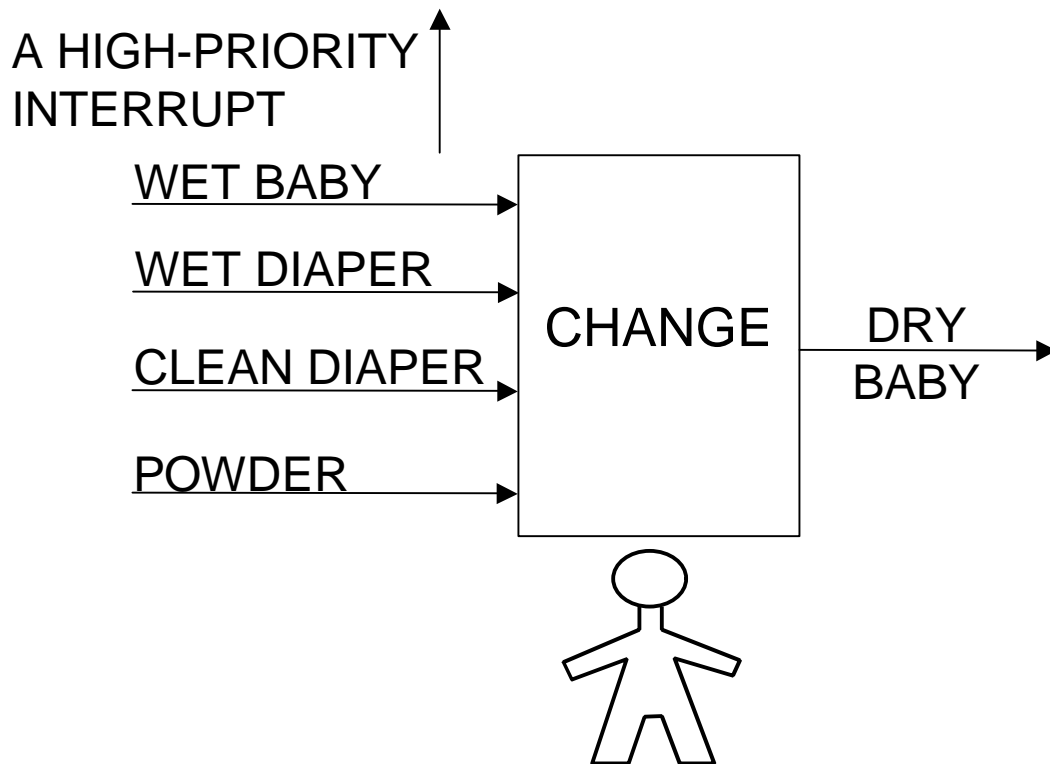 A HIGH-PRIORITY
INTERRUPT
WET BABY
WET DIAPER
CLEAN DIAPER
POWDER
CHANGE
DRY
BABY